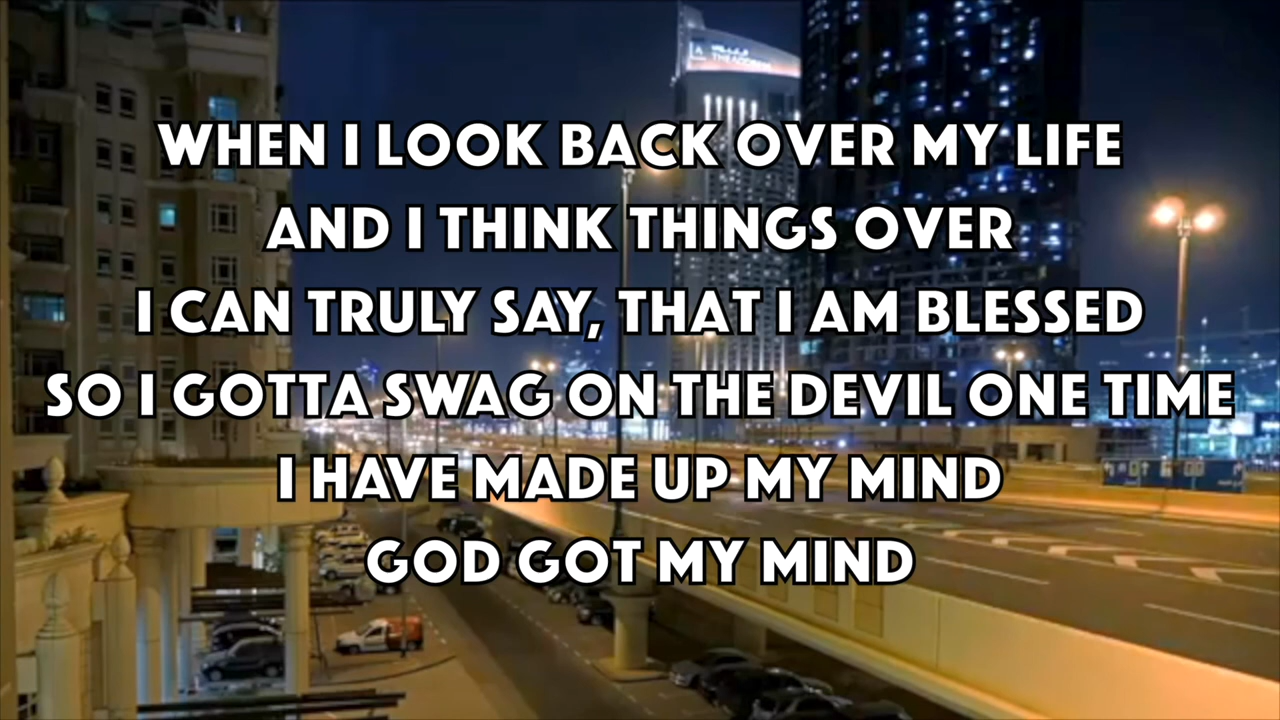 WHEN I LOOK BACK OVER MY LIFE
AND I THINK THINGS OVER
I CAN TRULY SAY, THAT I AM BLESSED
SO I GOTTA SWAG ON THE DEVIL ONE TIME
I HAVE MADE UP MY MIND
GOD GOT MY MIND